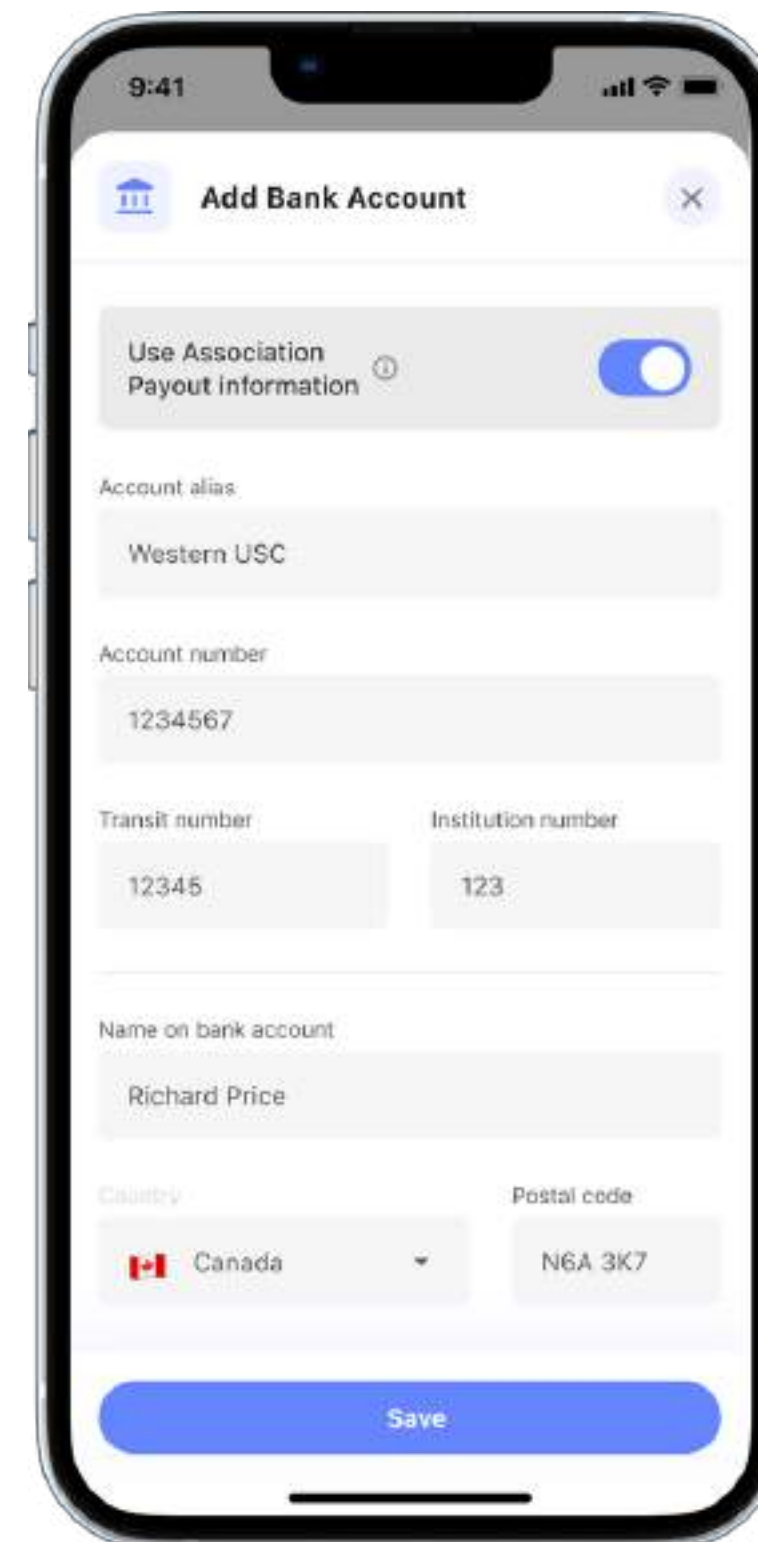 9:41
Add Bank Account
Use Association
Payout information
Account alias
Western USC
Account number
1234567
Transit number
Institution number
12345
123
Name on bank account
Richard Price
Country
Postal code
Canada
N6A 3K7
Save